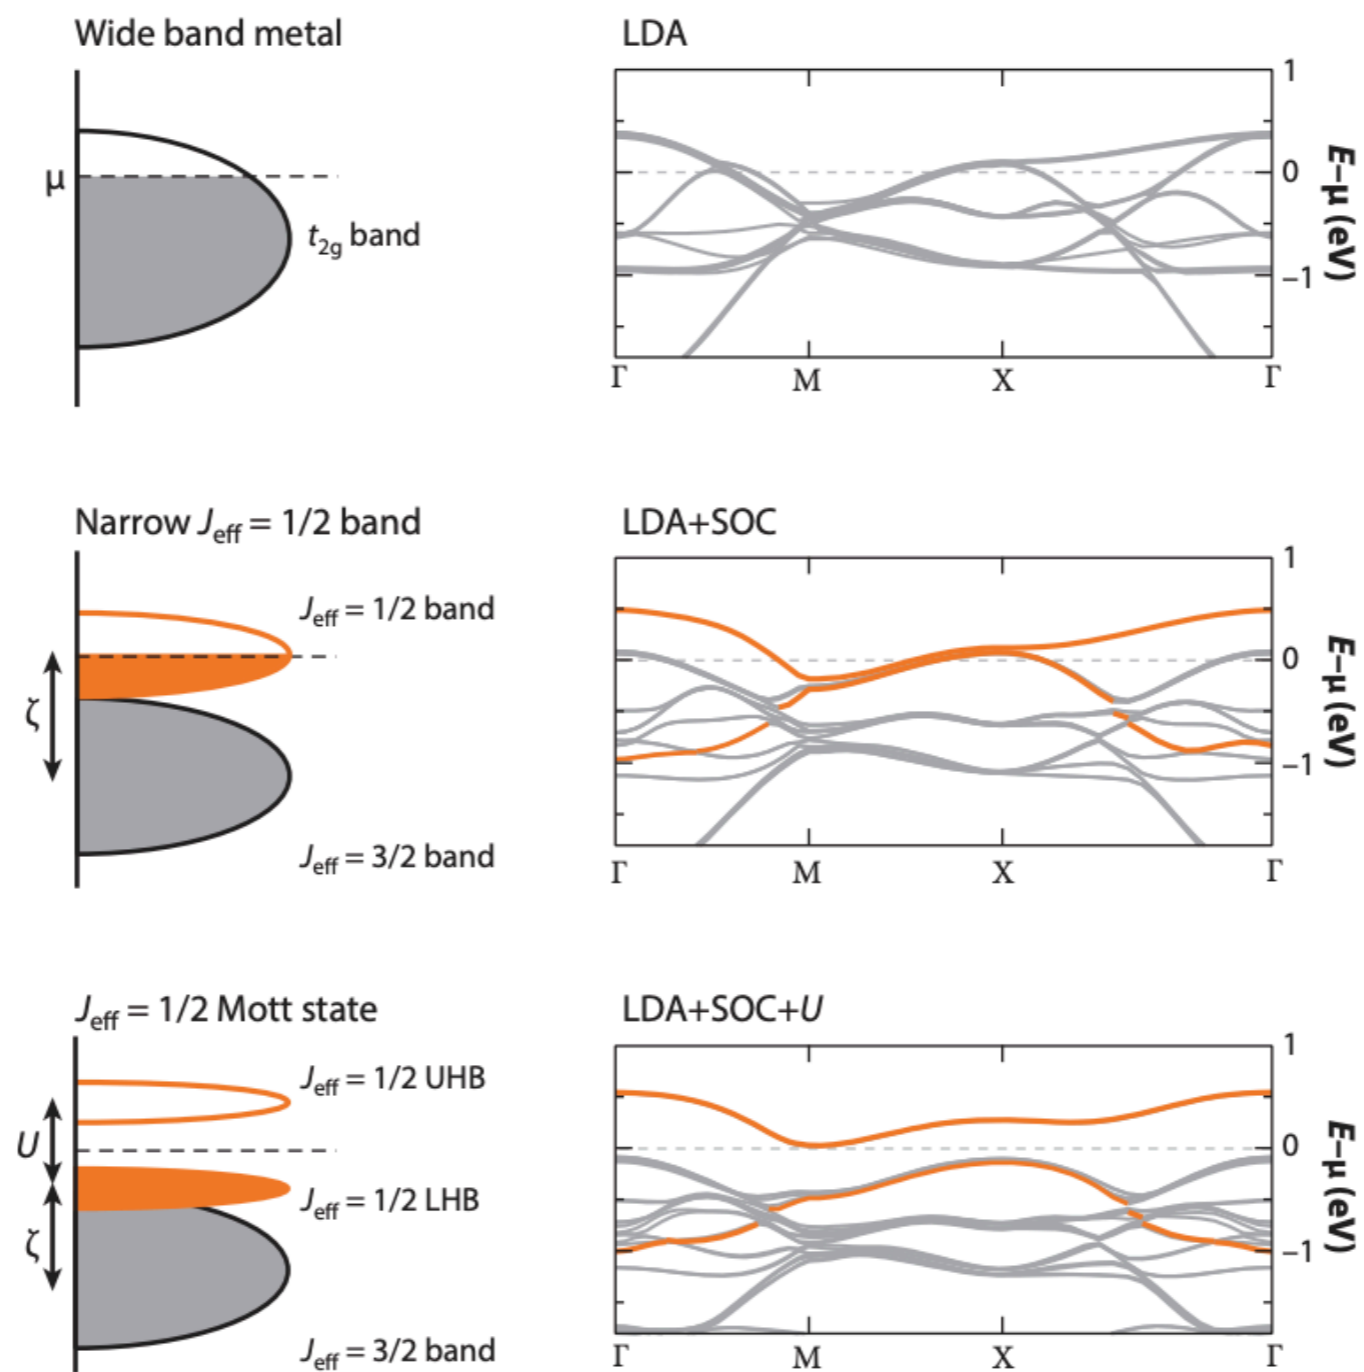 Wide band metal
μ
t2g band
LDA
1
0
–1
E–μ (eV)
Γ M X Γ
Narrow Jeff = 1/2 band
Jeff = 1/2 band
ζ
Jeff = 3/2 band
LDA+SOC
1
0
–1
E–μ (eV)
Γ M X Γ
Jeff = 1/2 Mott state
Jeff = 1/2 UHB
U
Jeff = 1/2 LHB
ζ
Jeff = 3/2 band
LDA+SOC+U
1
0
–1
E–μ (eV)
Γ M X Γ